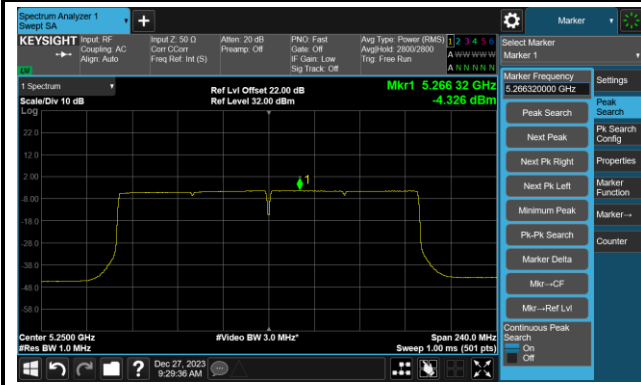 Spectrum Analyzer 1
Swept SA
Marker
KEYSIGHT
Input: RF
Coupling: AC
Align: Auto
Input Z: 50 Ω
Corr CCorr
Freq Ref: Int (S)
Atten: 20 dB
Preamp: Off
PNO: Fast
Gate: Off
IF Gain: Low
Sig Track: Off
Avg Type: Power (RMS)
Avg|Hold: 2800/2800
Trig: Free Run
1 2 3 4 5 6
A W W W W W
A N N N N N
Select Marker
Marker 1
LW
1 Spectrum
Scale/Div 10 dB
Log
Ref Lvl Offset 22.00 dB
Ref Level 32.00 dBm
Mkr1 5.266 32 GHz
-4.326 dBm
22.0
12.0
2.00
-8.00
-18.0
-28.0
-38.0
-48.0
-58.0
1
Center 5.2500 GHz
#Res BW 1.0 MHz
#Video BW 3.0 MHz*
Span 240.0 MHz
Sweep 1.00 ms (501 pts)
Marker Frequency
5.266320000 GHz
Peak Search
Next Peak
Next Pk Right
Next Pk Left
Minimum Peak
Pk-Pk Search
Marker Delta
Mkr→CF
Mkr→Ref Lvl
Continuous Peak
Search
On
Off
Settings
Peak
Search
Pk Search
Config
Properties
Marker
Function
Marker→
Counter
?
Dec 27, 2023
9:29:36 AM